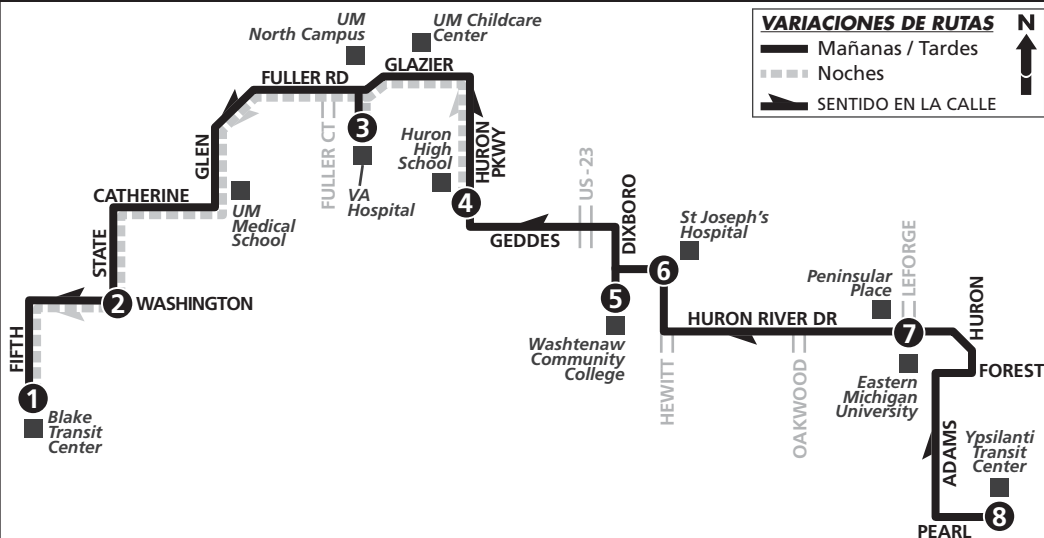 VARIACIONES DE RUTAS
N
Mañanas / Tardes
Noches
SENTIDO EN LA CALLE
UM
North Campus
UM Childcare
Center
GLAZIER
FULLER RD
3
VA
Hospital
FULLER CT
Huron
High
School
HURON
PKWY
4
GLEN
CATHERINE
UM
Medical
School
STATE
2
WASHINGTON
FIFTH
1
Blake
Transit
Center
US-23
GEDDES
DIXBORO
St Joseph's
Hospital
6
5
Washtenaw
Community
College
HURON RIVER DR
HEWITT
OAKWOOD
Peninsular
Place
LEFORGE
7
Eastern
Michigan
University
HURON
FOREST
ADAMS
Ypsilanti
Transit
Center
8
PEARL